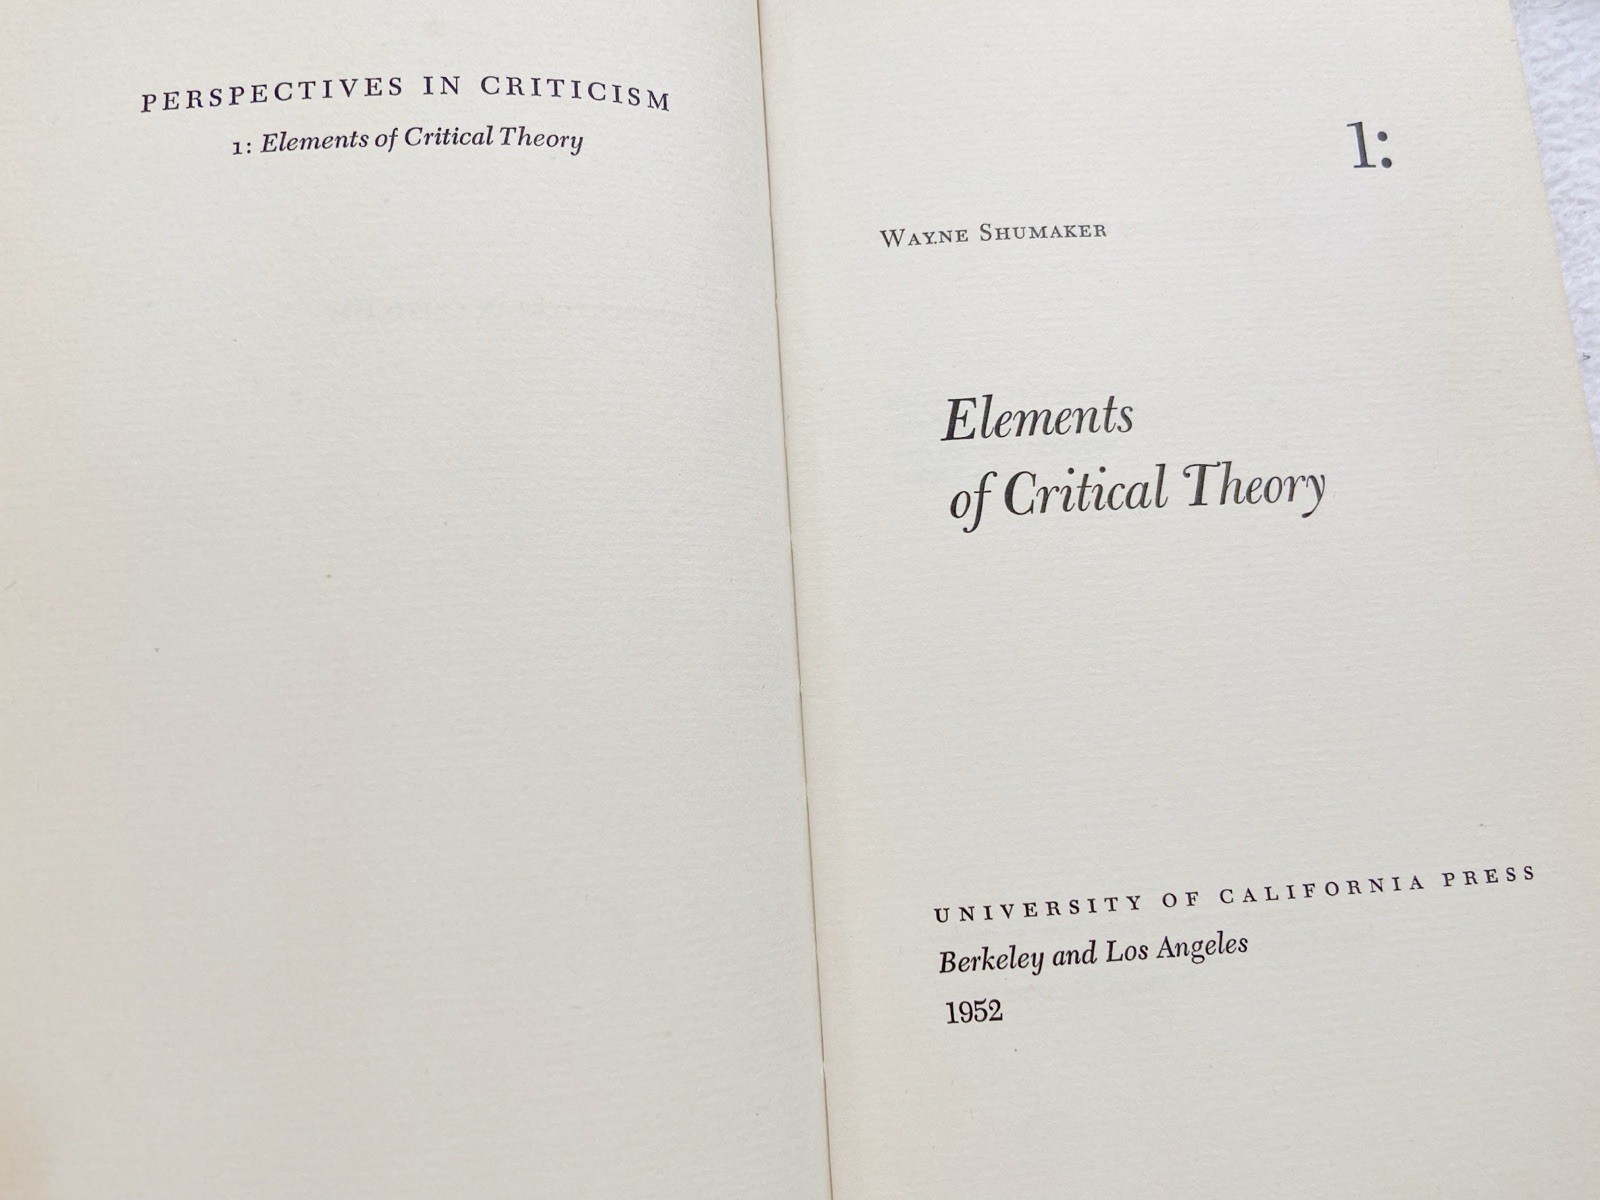 PERSPECTIVES IN CRITICISM
1: Elements of Critical Theory
1:
WAYNE SHUMAKER
Elements
of Critical Theory
UNIVERSITY OF CALIFORNIA PRESS
Berkeley and Los Angeles
1952